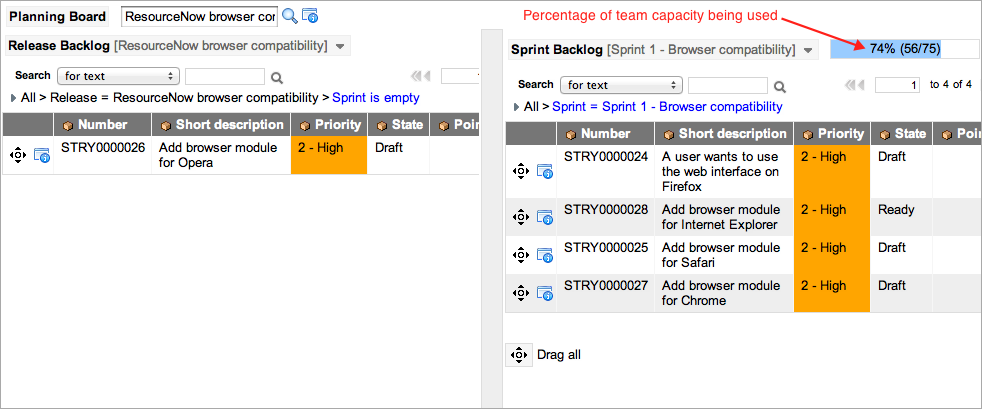 Planning Board ResourceNow browser con
Release Backlog [ResourceNow browser compatibility]
Search for text
All > Release = ResourceNow browser compatibility > Sprint is empty
Number Short description Priority State
STRY0000026 Add browser module 2 - High Draft
for Opera
Percentage of team capacity being used
Sprint Backlog [Sprint 1 - Browser compatibility] 74% (56/75)
Search for text 1 to 4 of 4
All > Sprint = Sprint 1 - Browser compatibility
Number Short description Priority State
STRY0000024 A user wants to use 2 - High Draft
the web interface on
Firefox
STRY0000028 Add browser module 2 - High Ready
for Internet Explorer
STRY0000025 Add browser module 2 - High Draft
for Safari
STRY0000027 Add browser module 2 - High Draft
for Chrome
Drag all